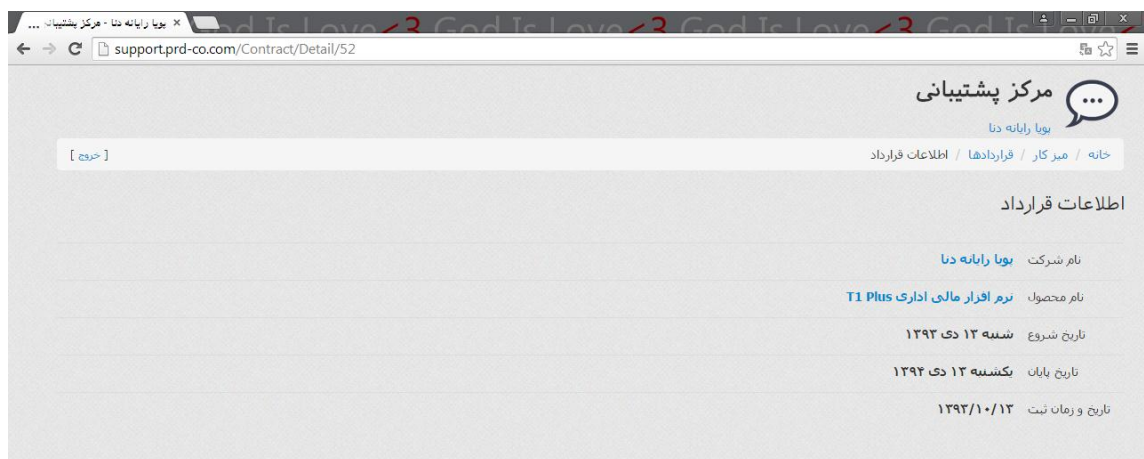 پویا رایانه دنا - مرکز پشتیبانی ...
God Is Love <3 God Is Love <3 God Is Love <3 God Is Love <
support.prd-co.com/Contract/Detail/52
مرکز پشتیبانی
پویا رایانه دنا
خانه / میز کار / قراردادها / اطلاعات قرارداد
[ خروج ]
اطلاعات قرارداد
نام شرکت پویا رایانه دنا
نام محصول نرم افزار مالی اداری T1 Plus
تاریخ شروع شنبه ۱۳ دی ۱۳۹۳
تاریخ پایان یکشنبه ۱۳ دی ۱۳۹۴
تاریخ و زمان ثبت ۱۳۹۳/۱۰/۱۳